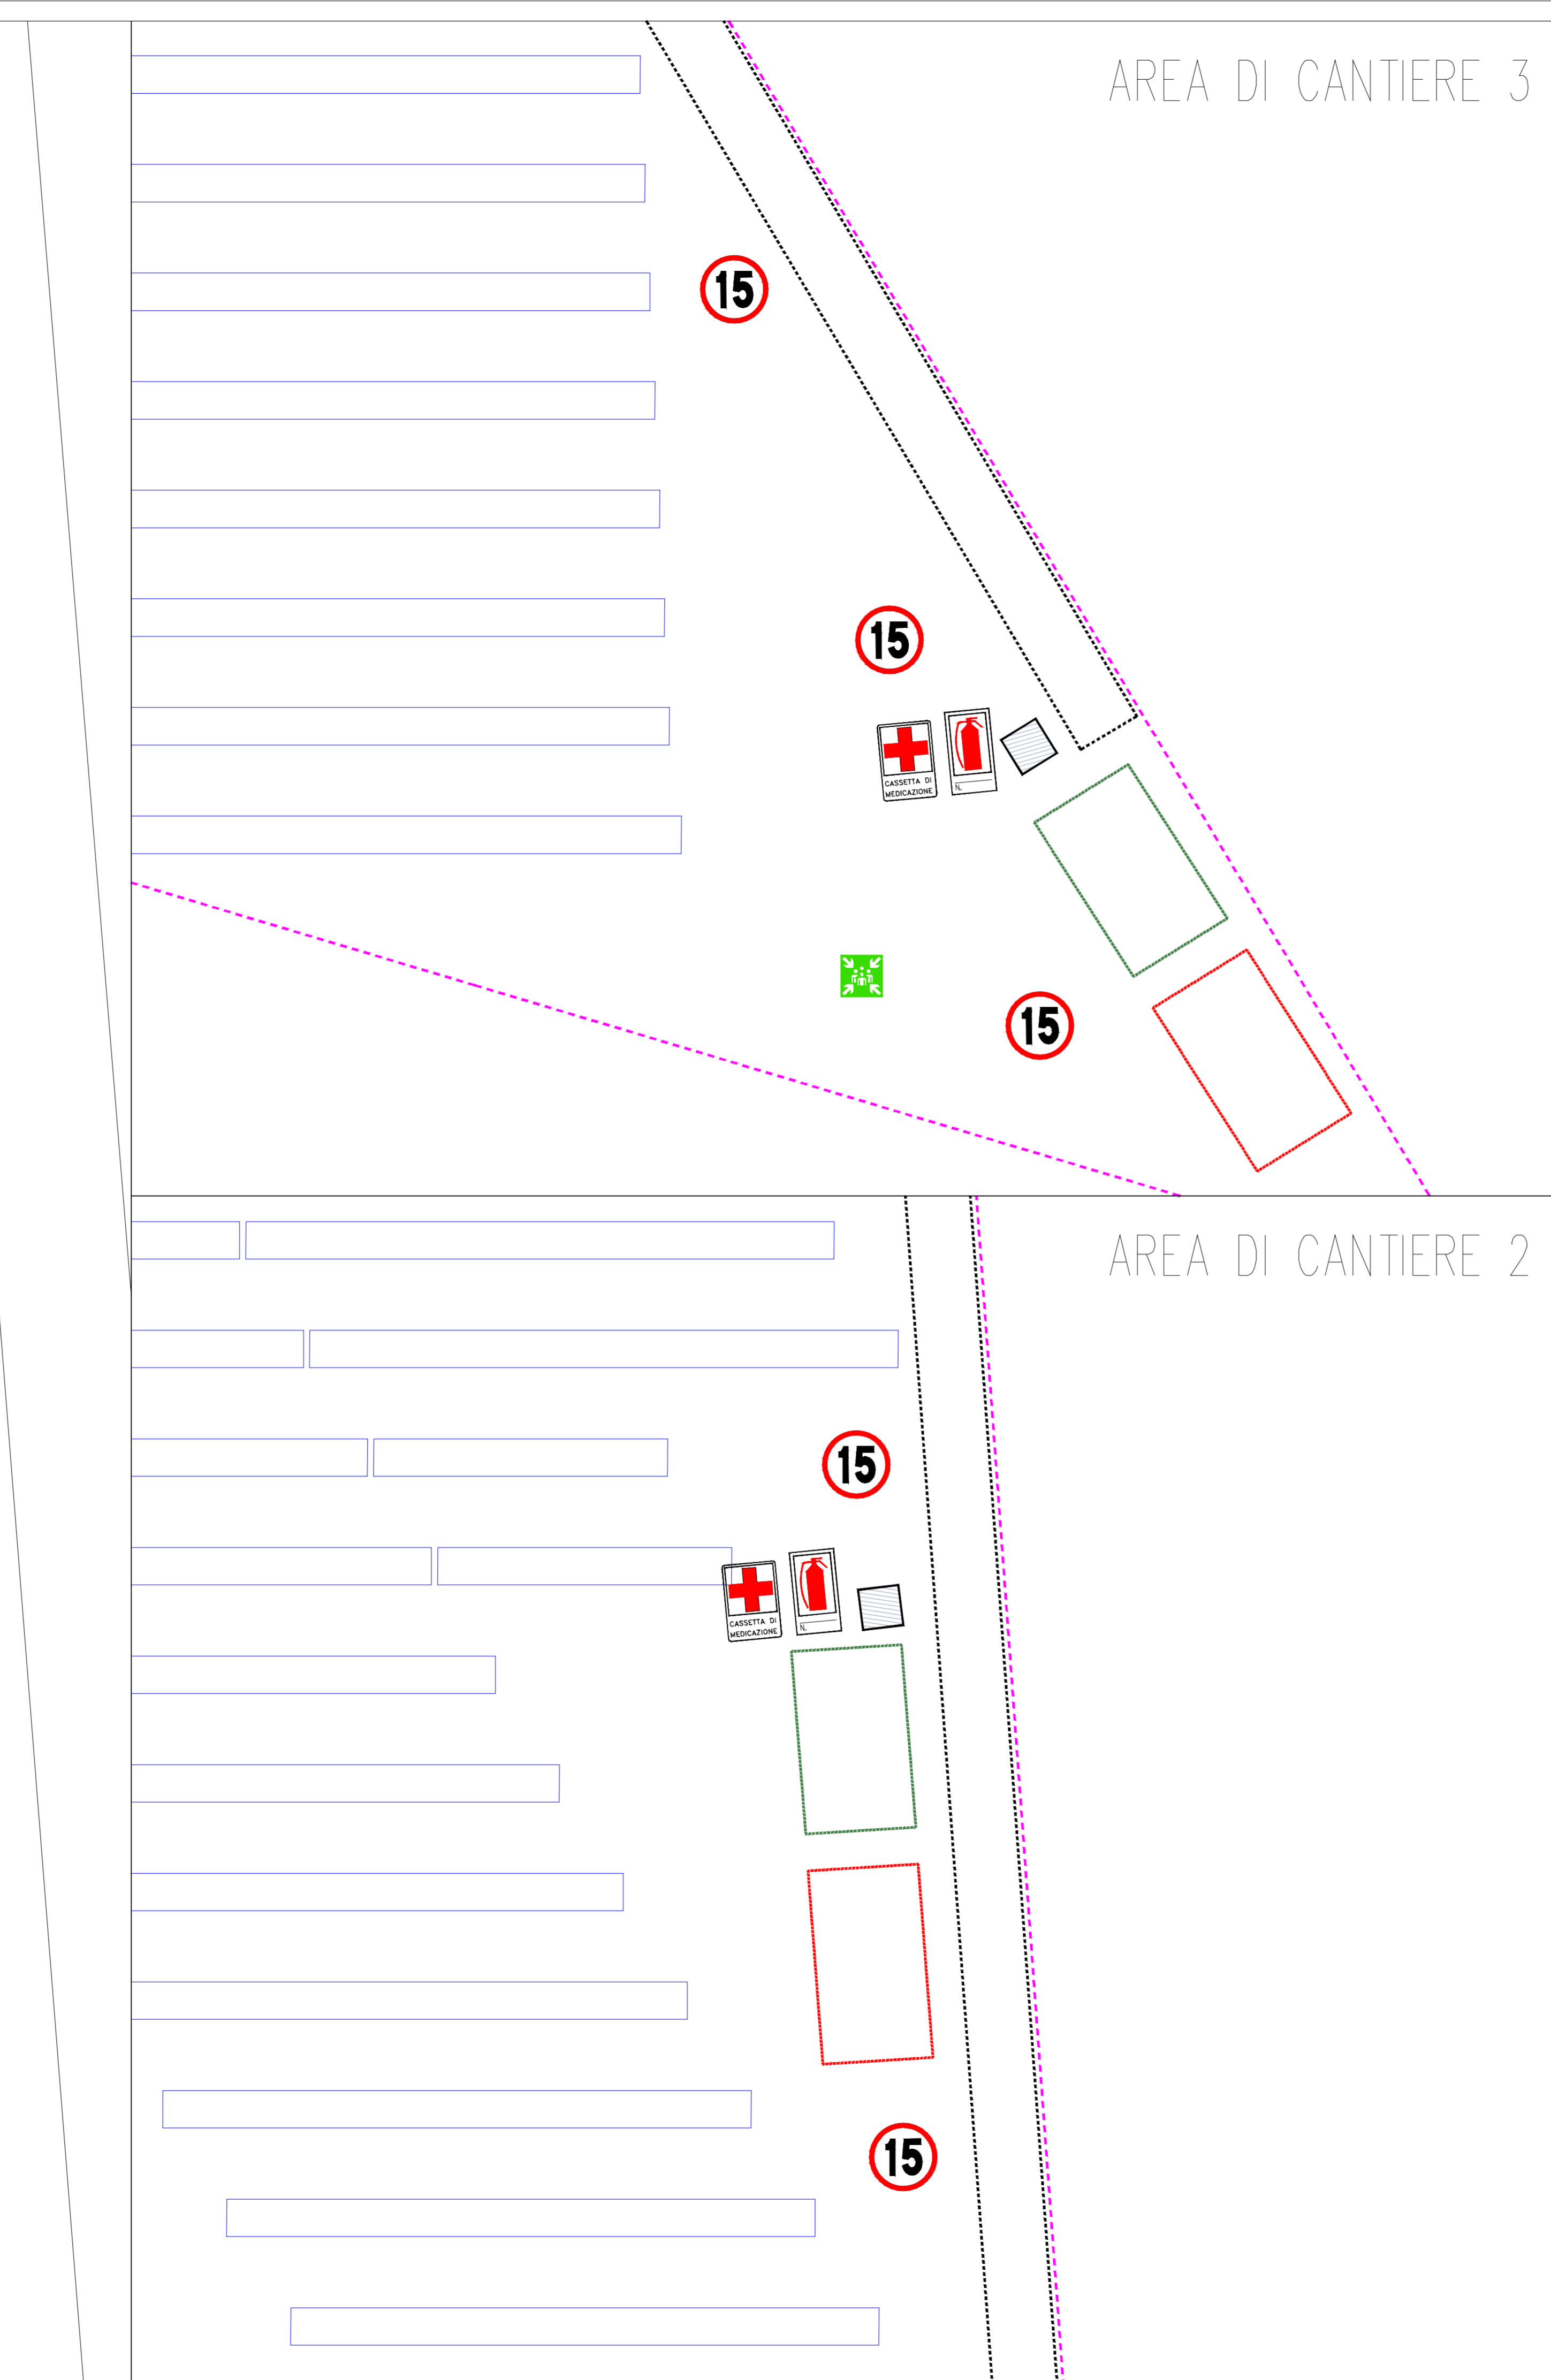 AREA DI CANTIERE 3
15
15
CASSETTA DI
MEDICAZIONE
N.
15
AREA DI CANTIERE 2
15
CASSETTA DI
MEDICAZIONE
N.
15